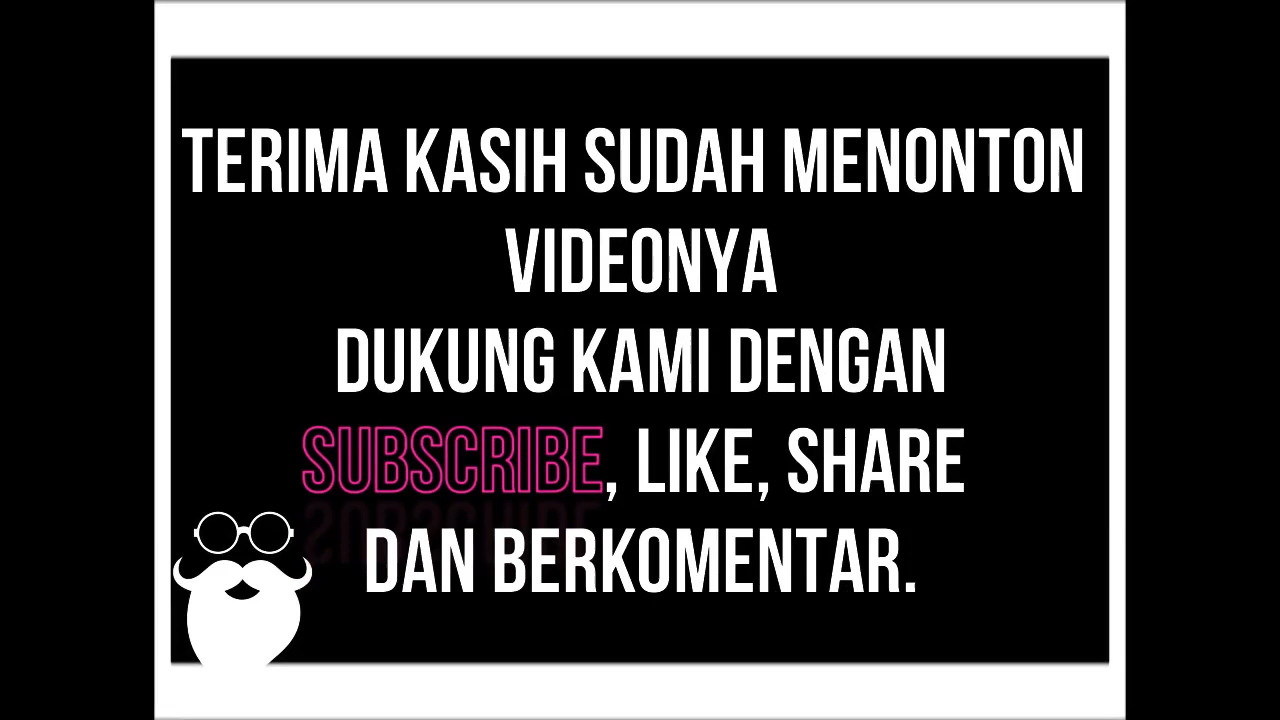 TERIMA KASIH SUDAH MENONTON
VIDEONYA
DUKUNG KAMI DENGAN
SUBSCRIBE, LIKE, SHARE
DAN BERKOMENTAR.